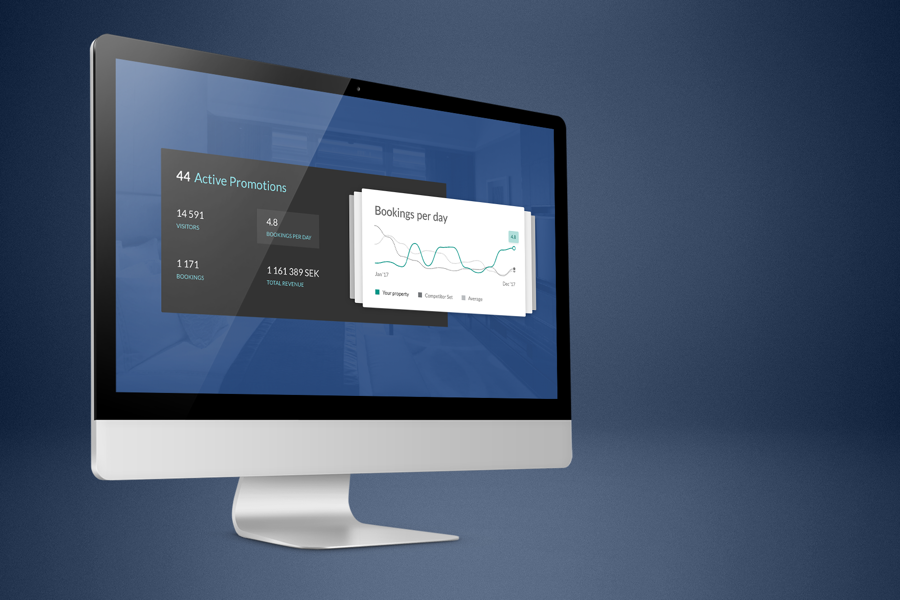 44 Active Promotions
14 591
VISITORS
4.8
BOOKINGS PER DAY
1 171
BOOKINGS
1 161 389 SEK
TOTAL REVENUE
Bookings per day
4.8
Jan '17
Dec '17
Your property
Competitor Set
Average